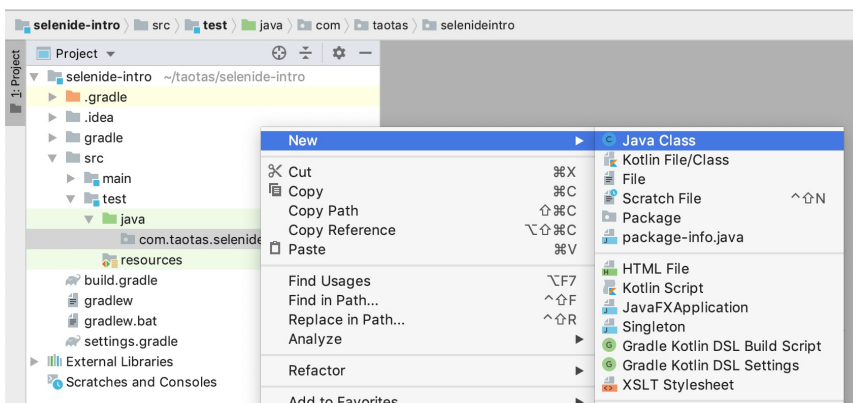 selenide-intro src test java com taotas selenideintro
1: Project
Project
selenide-intro ~/taotas/selenide-intro
.gradle
.idea
gradle
src
main
test
java
com.taotas.selenide
resources
build.gradle
gradlew
gradlew.bat
settings.gradle
External Libraries
Scratches and Consoles
New
Cut ⌘X
Copy ⌘C
Copy Path ⇧⌘C
Copy Reference ⌥⇧⌘C
Paste ⌘V
Find Usages ⌥F7
Find in Path... ^⇧F
Replace in Path... ^⇧R
Analyze
Refactor
Add to Favorites
Java Class
Kotlin File/Class
File
Scratch File ^⇧N
Package
package-info.java
HTML File
Kotlin Script
JavaFXApplication
Singleton
Gradle Kotlin DSL Build Script
Gradle Kotlin DSL Settings
XSLT Stylesheet